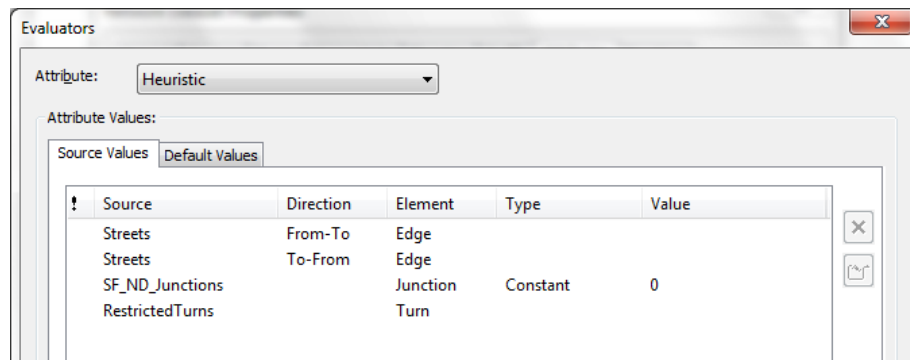 Evaluators
Attribute: Heuristic
Attribute Values:
Source Values Default Values
! Source Direction Element Type Value
Streets From-To Edge
Streets To-From Edge
SF_ND_Junctions Junction Constant 0
RestrictedTurns Turn